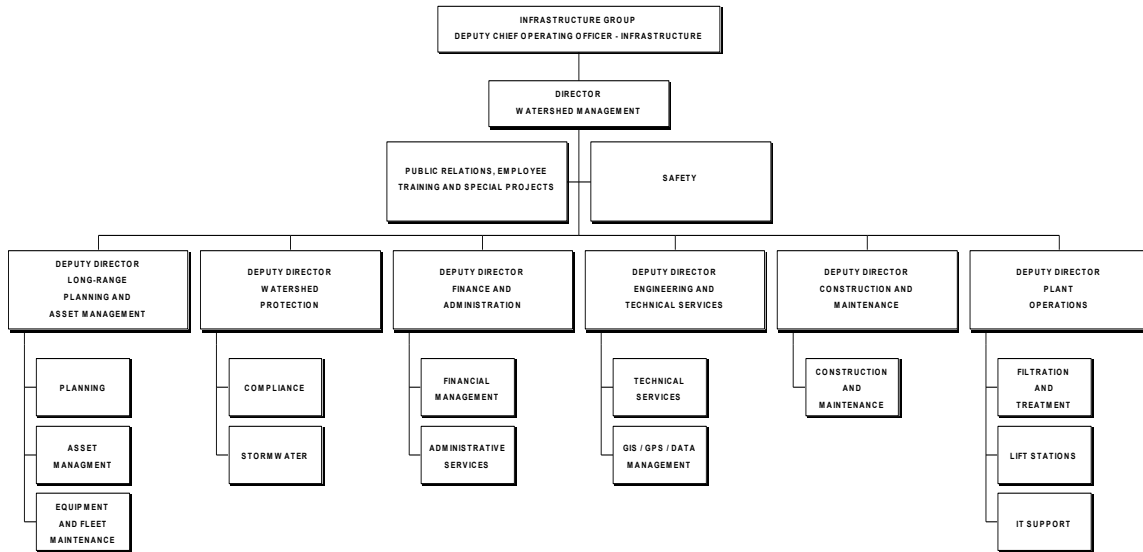 INFRASTRUCTURE GROUP
DEPUTY CHIEF OPERATING OFFICER - INFRASTRUCTURE
DIRECTOR
WATERSHED MANAGEMENT
PUBLIC RELATIONS, EMPLOYEE
TRAINING AND SPECIAL PROJECTS
SAFETY
DEPUTY DIRECTOR
LONG-RANGE
PLANNING AND
ASSET MANAGEMENT
DEPUTY DIRECTOR
WATERSHED
PROTECTION
DEPUTY DIRECTOR
FINANCE AND
ADMINISTRATION
DEPUTY DIRECTOR
ENGINEERING AND
TECHNICAL SERVICES
DEPUTY DIRECTOR
CONSTRUCTION AND
MAINTENANCE
DEPUTY DIRECTOR
PLANT
OPERATIONS
PLANNING
ASSET
MANAGMENT
EQUIPMENT
AND FLEET
MAINTENANCE
COMPLIANCE
STORMWATER
FINANCIAL
MANAGEMENT
ADMINISTRATIVE
SERVICES
TECHNICAL
SERVICES
GIS / GPS / DATA
MANAGEMENT
CONSTRUCTION
AND
MAINTENANCE
FILTRATION
AND
TREATMENT
LIFT STATIONS
IT SUPPORT